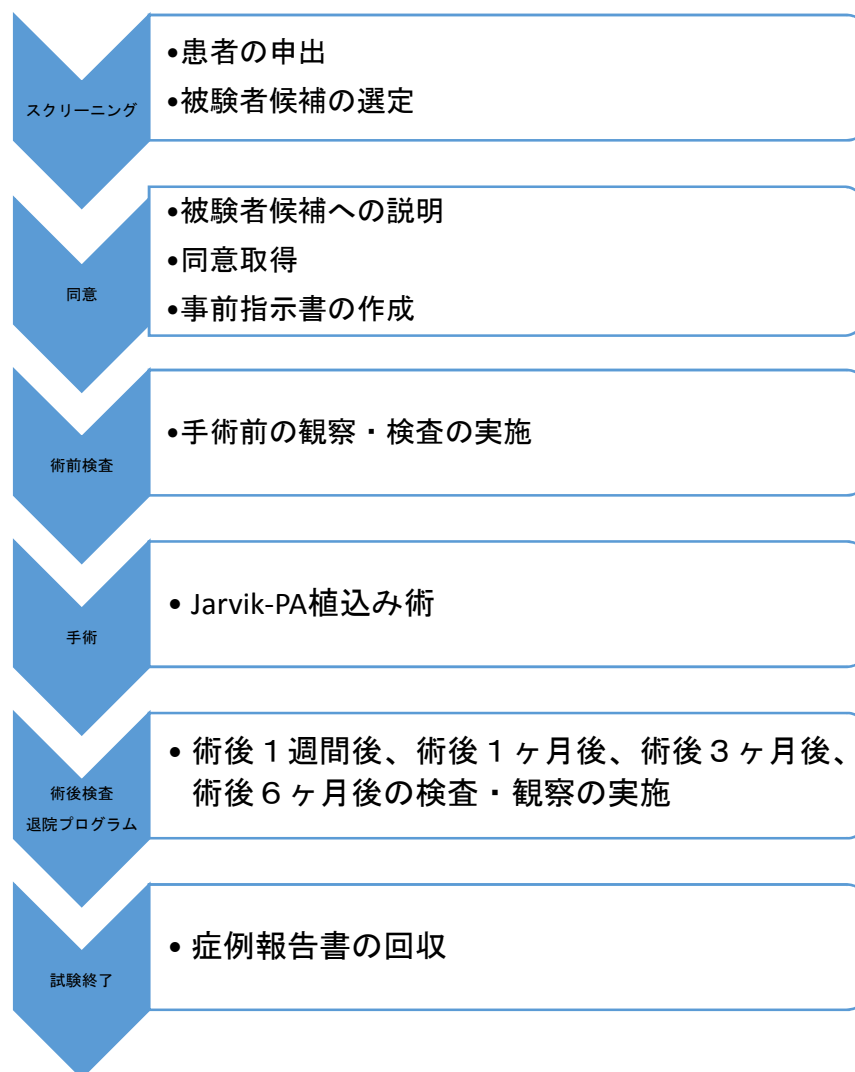 スクリーニング
•患者の申出
•被験者候補の選定
同意
•被験者候補への説明
•同意取得
•事前指示書の作成
術前検査
•手術前の観察・検査の実施
手術
• Jarvik-PA植込み術
術後検査
退院プログラム
• 術後１週間後、術後１ヶ月後、術後３ヶ月後、
術後６ヶ月後の検査・観察の実施
試験終了
• 症例報告書の回収